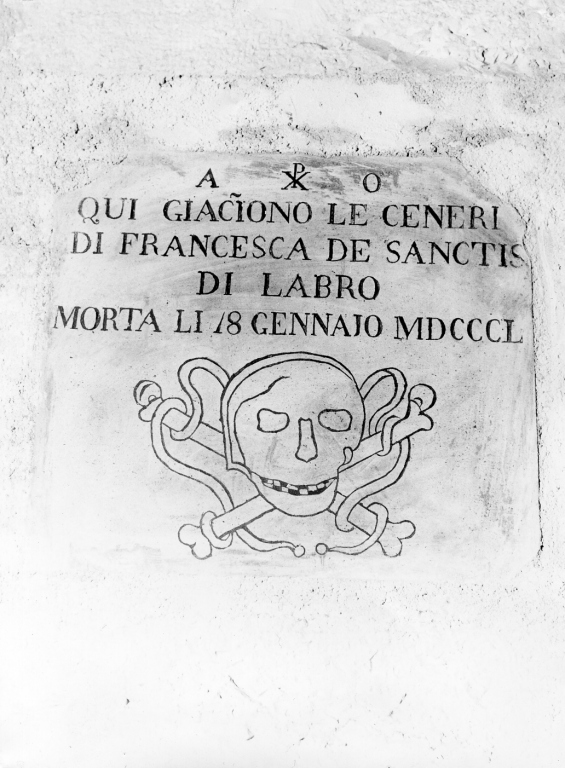 A ☧ O
QUI GIACIONO LE CENERI
DI FRANCESCA DE SANCTIS
DI LABRO
MORTA LI 18 GENNAJO MDCCCL